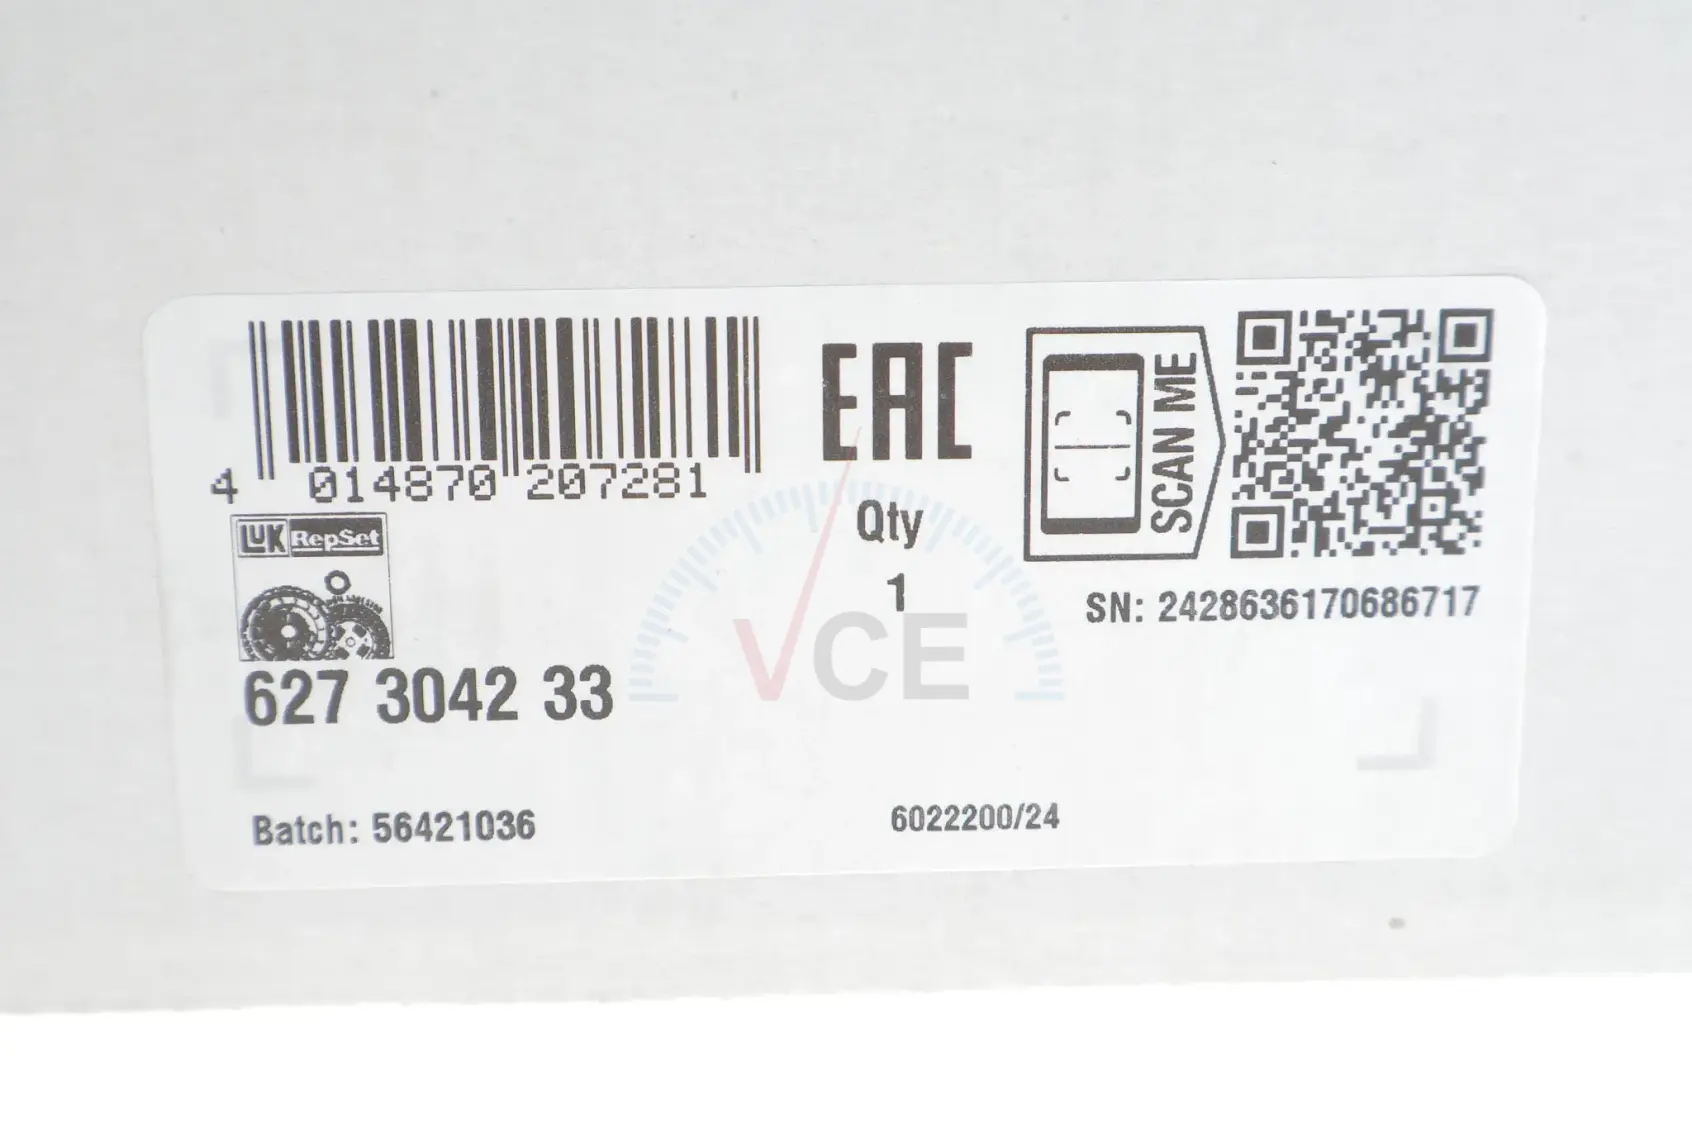 4 014870 207281
EAC
SCAN ME
LUK RepSet
Qty
1
SN: 2428636170686717
VCE
627 3042 33
Batch: 56421036
6022200/24